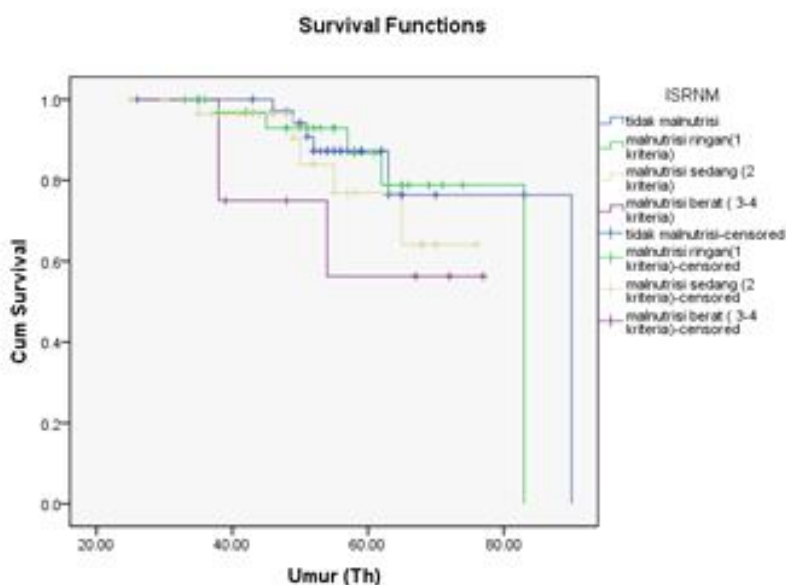 Survival Functions
Cum Survival
1.0
0.8
0.6
0.4
0.2
0.0
20.00
40.00
60.00
80.00
Umur (Th)
ISRNM
tidak malnutrisi
malnutrisi ringan(1
kriteria)
malnutrisi sedang (2
kriteria)
malnutrisi berat ( 3-4
kriteria)
tidak malnutrisi-censored
malnutrisi ringan(1
kriteria)-censored
malnutrisi sedang (2
kriteria)-censored
malnutrisi berat ( 3-4
kriteria)-censored